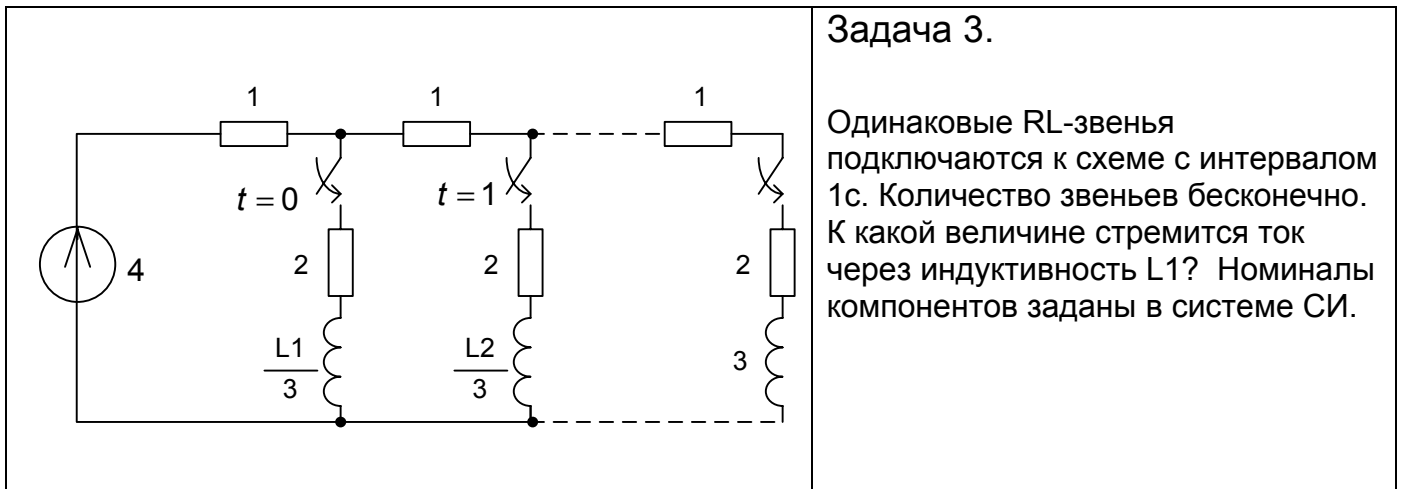 1 1 1
t = 0 t = 1
4 2 2 2
L1 L2 3
3 3
Задача 3.
Одинаковые RL-звенья
подключаются к схеме с интервалом
1с. Количество звеньев бесконечно.
К какой величине стремится ток
через индуктивность L1? Номиналы
компонентов заданы в системе СИ.